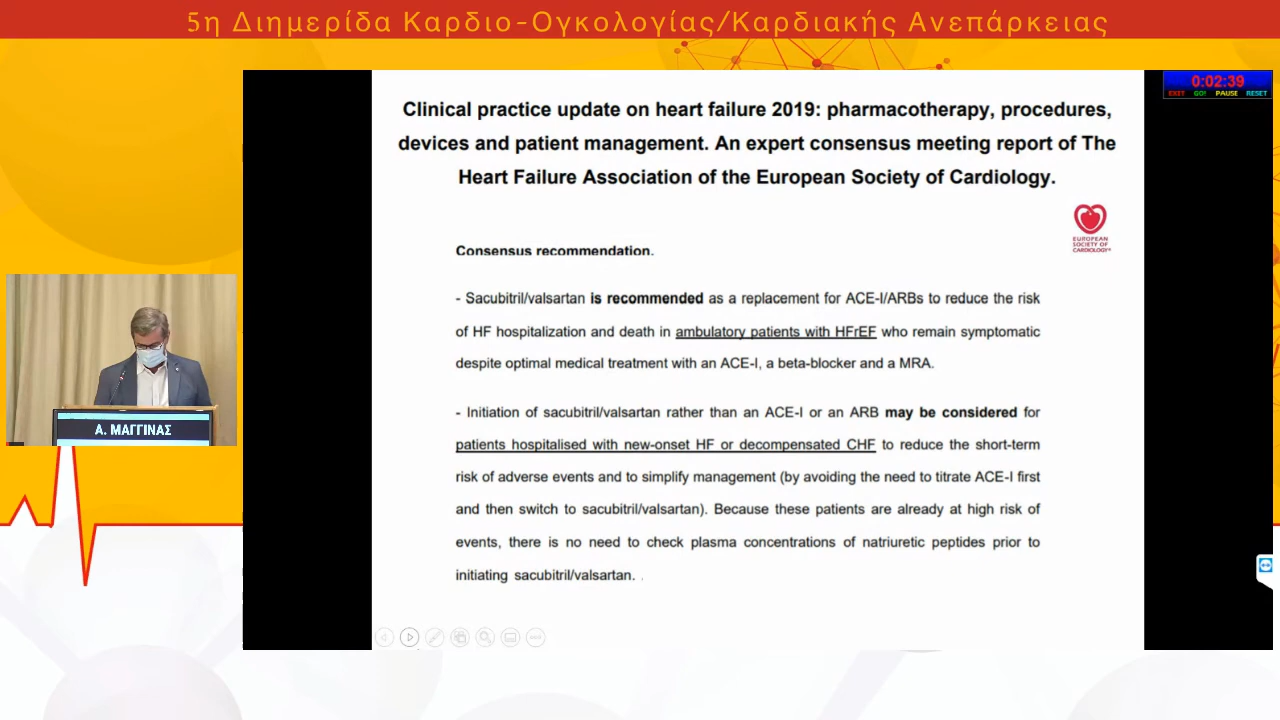 5η Διημερίδα Καρδιο-Ογκολογίας/Καρδιακής Ανεπάρκειας
0:02:39
EXIT GO! PAUSE RESET
Clinical practice update on heart failure 2019: pharmacotherapy, procedures,
devices and patient management. An expert consensus meeting report of The
Heart Failure Association of the European Society of Cardiology.
EUROPEAN
SOCIETY OF
CARDIOLOGY®
Consensus recommendation.
- Sacubitril/valsartan is recommended as a replacement for ACE-I/ARBs to reduce the risk
of HF hospitalization and death in ambulatory patients with HFrEF who remain symptomatic
despite optimal medical treatment with an ACE-I, a beta-blocker and a MRA.
- Initiation of sacubitril/valsartan rather than an ACE-I or an ARB may be considered for
patients hospitalised with new-onset HF or decompensated CHF to reduce the short-term
risk of adverse events and to simplify management (by avoiding the need to titrate ACE-I first
and then switch to sacubitril/valsartan). Because these patients are already at high risk of
events, there is no need to check plasma concentrations of natriuretic peptides prior to
initiating sacubitril/valsartan. .
Α. ΜΑΓΓΙΝΑΣ